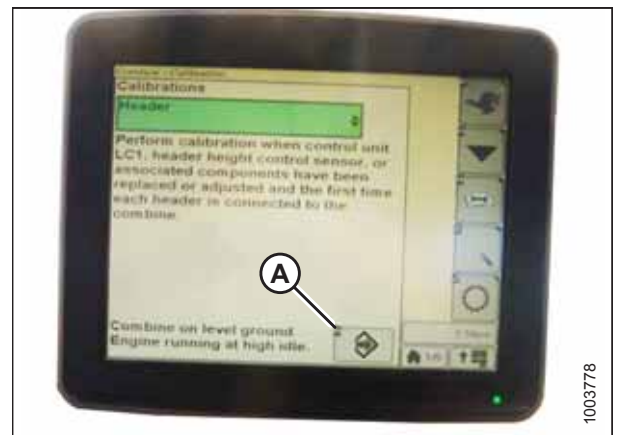 Calibrations
Header
Perform calibration when control unit
LC1, header height control sensor, or
associated components have been
replaced or adjusted and the first time
each header is connected to the
combine.
A
Combine on level ground.
Engine running at high idle.
1003778